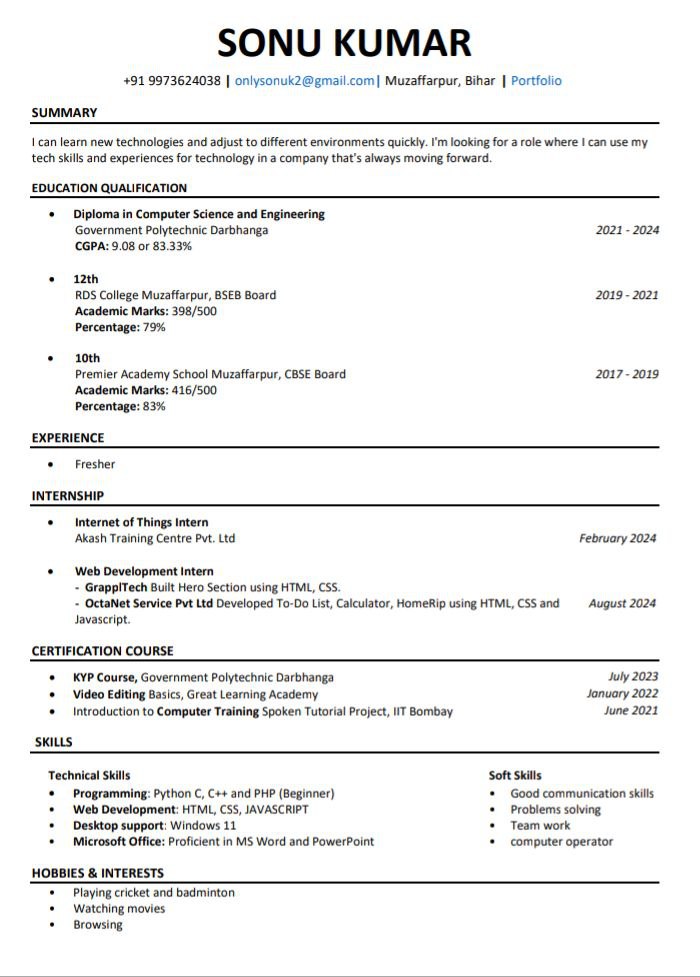 SONU KUMAR
+91 9973624038 | onlysonuk2@gmail.com| Muzaffarpur, Bihar | Portfolio
SUMMARY
I can learn new technologies and adjust to different environments quickly. I'm looking for a role where I can use my
tech skills and experiences for technology in a company that's always moving forward.
EDUCATION QUALIFICATION
• Diploma in Computer Science and Engineering
Government Polytechnic Darbhanga 2021 - 2024
CGPA: 9.08 or 83.33%
• 12th
RDS College Muzaffarpur, BSEB Board 2019 - 2021
Academic Marks: 398/500
Percentage: 79%
• 10th
Premier Academy School Muzaffarpur, CBSE Board 2017 - 2019
Academic Marks: 416/500
Percentage: 83%
EXPERIENCE
• Fresher
INTERNSHIP
• Internet of Things Intern
Akash Training Centre Pvt. Ltd February 2024
• Web Development Intern
- GrapplTech Built Hero Section using HTML, CSS.
- OctaNet Service Pvt Ltd Developed To-Do List, Calculator, HomeRip using HTML, CSS and August 2024
Javascript.
CERTIFICATION COURSE
• KYP Course, Government Polytechnic Darbhanga July 2023
• Video Editing Basics, Great Learning Academy January 2022
• Introduction to Computer Training Spoken Tutorial Project, IIT Bombay June 2021
SKILLS
Technical Skills
• Programming: Python C, C++ and PHP (Beginner)
• Web Development: HTML, CSS, JAVASCRIPT
• Desktop support: Windows 11
• Microsoft Office: Proficient in MS Word and PowerPoint
Soft Skills
• Good communication skills
• Problems solving
• Team work
• computer operator
HOBBIES & INTERESTS
• Playing cricket and badminton
• Watching movies
• Browsing